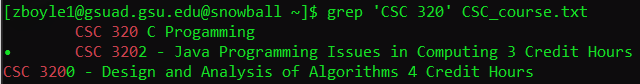 [zboyle1@gsuad.gsu.edu@snowball ~]$ grep 'CSC 320' CSC_course.txt
CSC 320 C Progamming
• CSC 3202 - Java Programming Issues in Computing 3 Credit Hours
CSC 3200 - Design and Analysis of Algorithms 4 Credit Hours